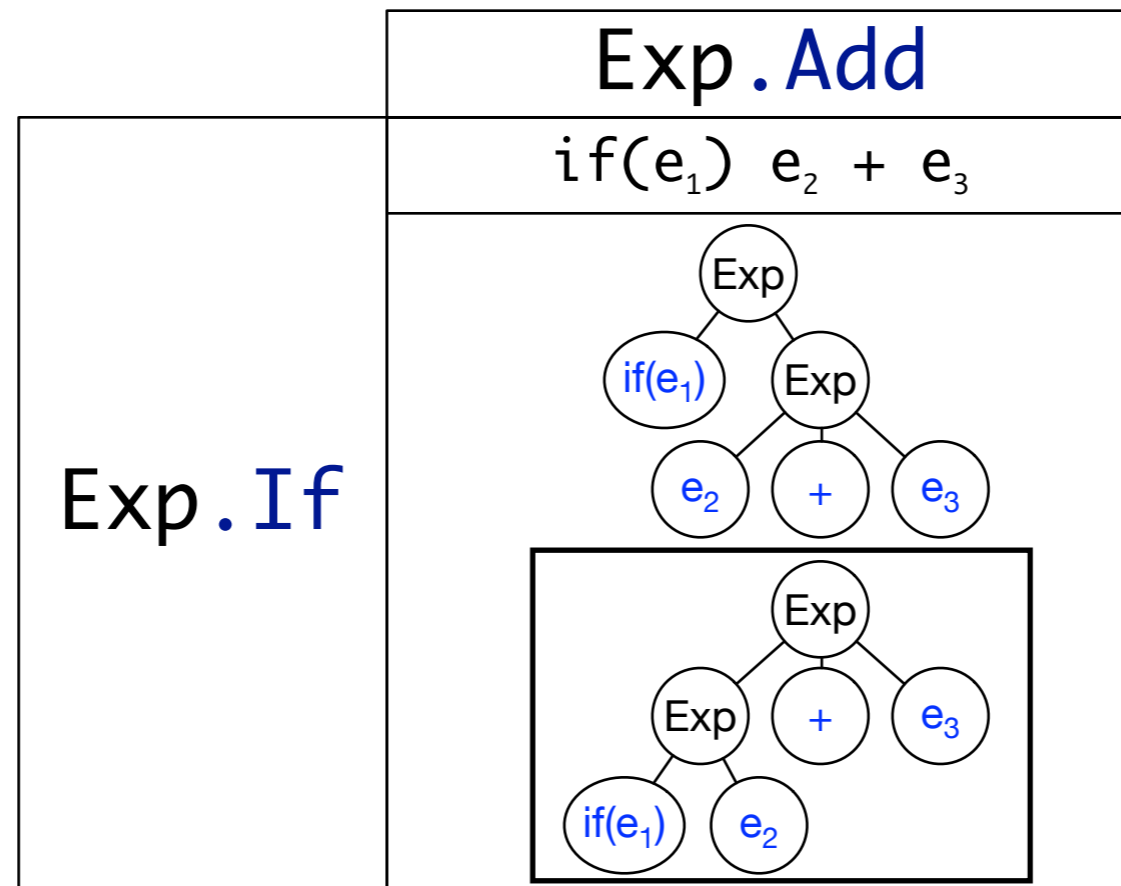 Exp.Add
if(e₁) e₂ + e₃
Exp
if(e₁) Exp
e₂ + e₃
Exp.If
Exp
Exp + e₃
if(e₁) e₂